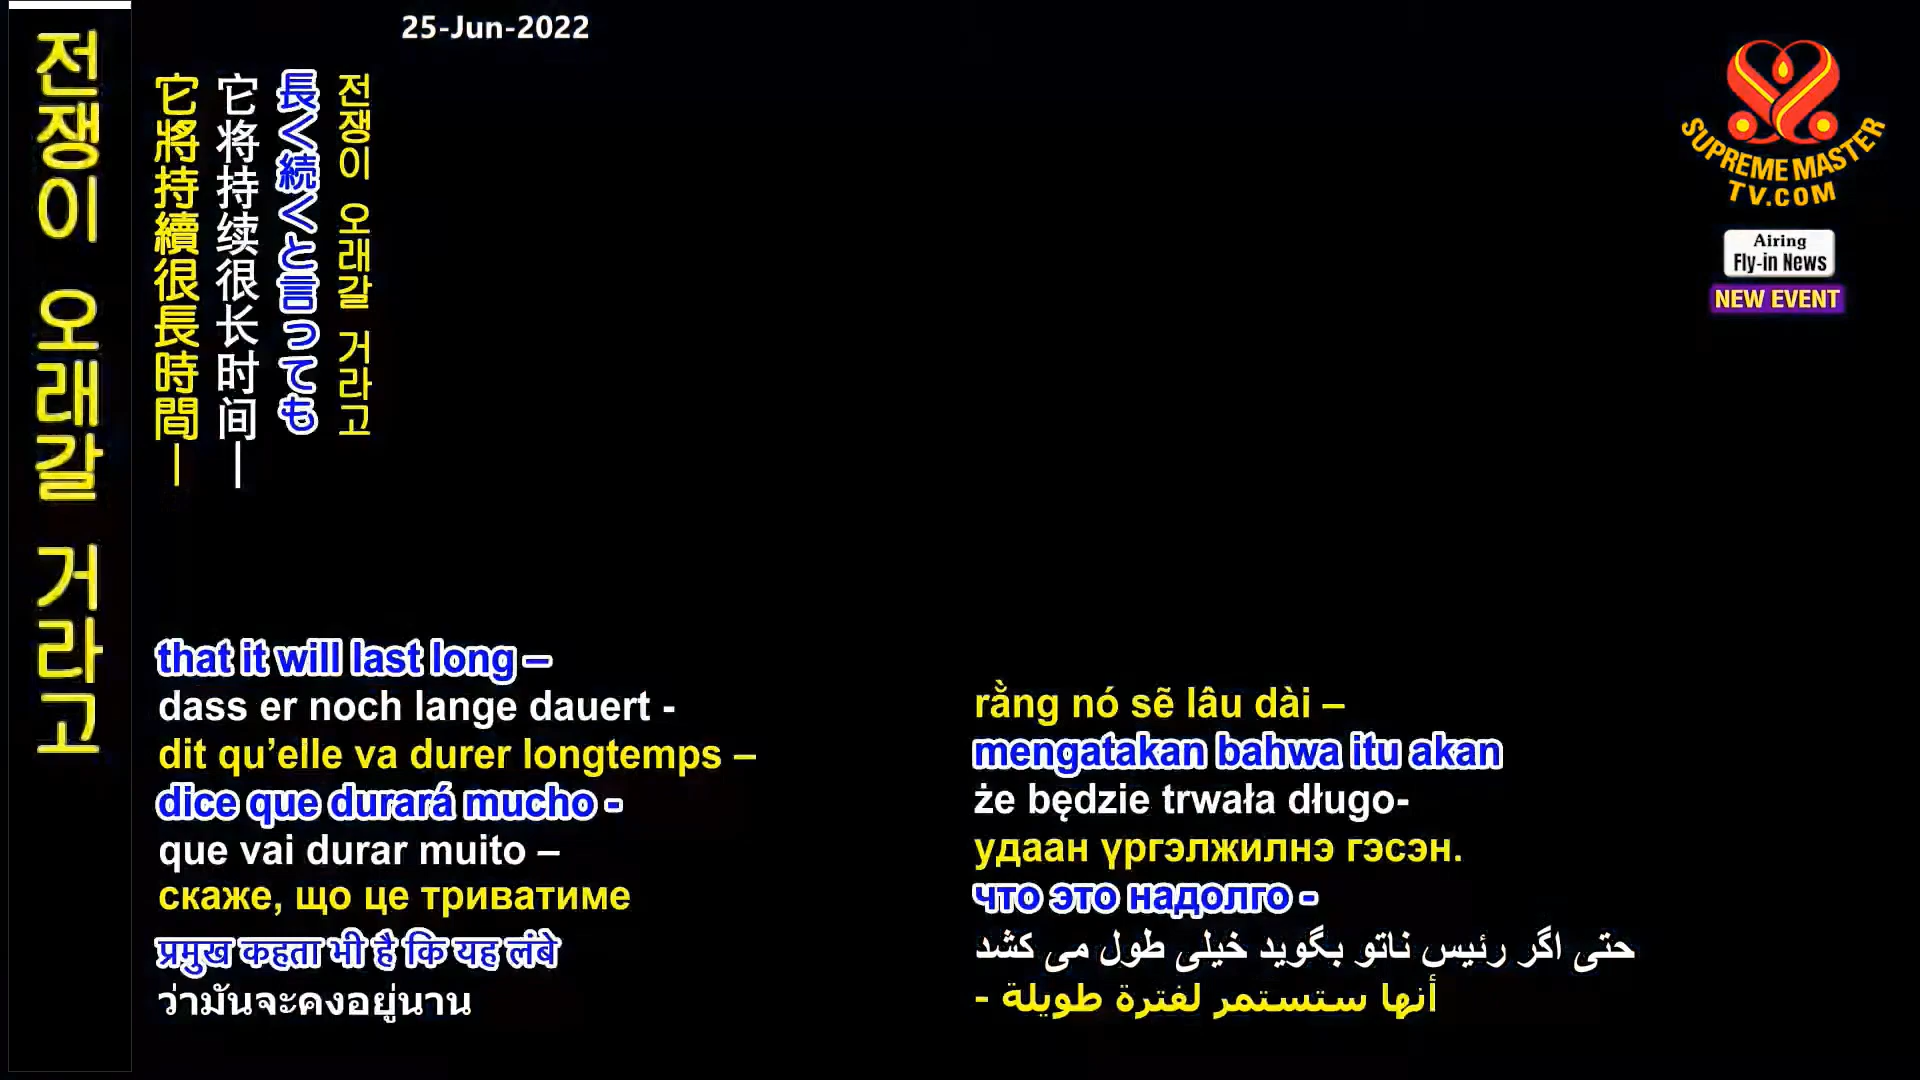 25-Jun-2022
전쟁이 오래갈 거라고
它將持續很長時間—
它将持续很长时间—
長く続くと言っても
전쟁이 오래갈 거라고
SUPREME MASTER
TV.COM
Airing
Fly-in News
NEW EVENT
that it will last long –
dass er noch lange dauert -
dit qu’elle va durer longtemps –
dice que durará mucho -
que vai durar muito –
скаже, що це триватиме
प्रमुख कहता भी है कि यह लंबे
ว่ามันจะคงอยู่นาน
rằng nó sẽ lâu dài –
mengatakan bahwa itu akan
że będzie trwała długo-
удаан үргэлжилнэ гэсэн.
что это надолго -
حتی اگر رئیس ناتو بگوید خیلی طول می کشد
أنها ستستمر لفترة طويلة -